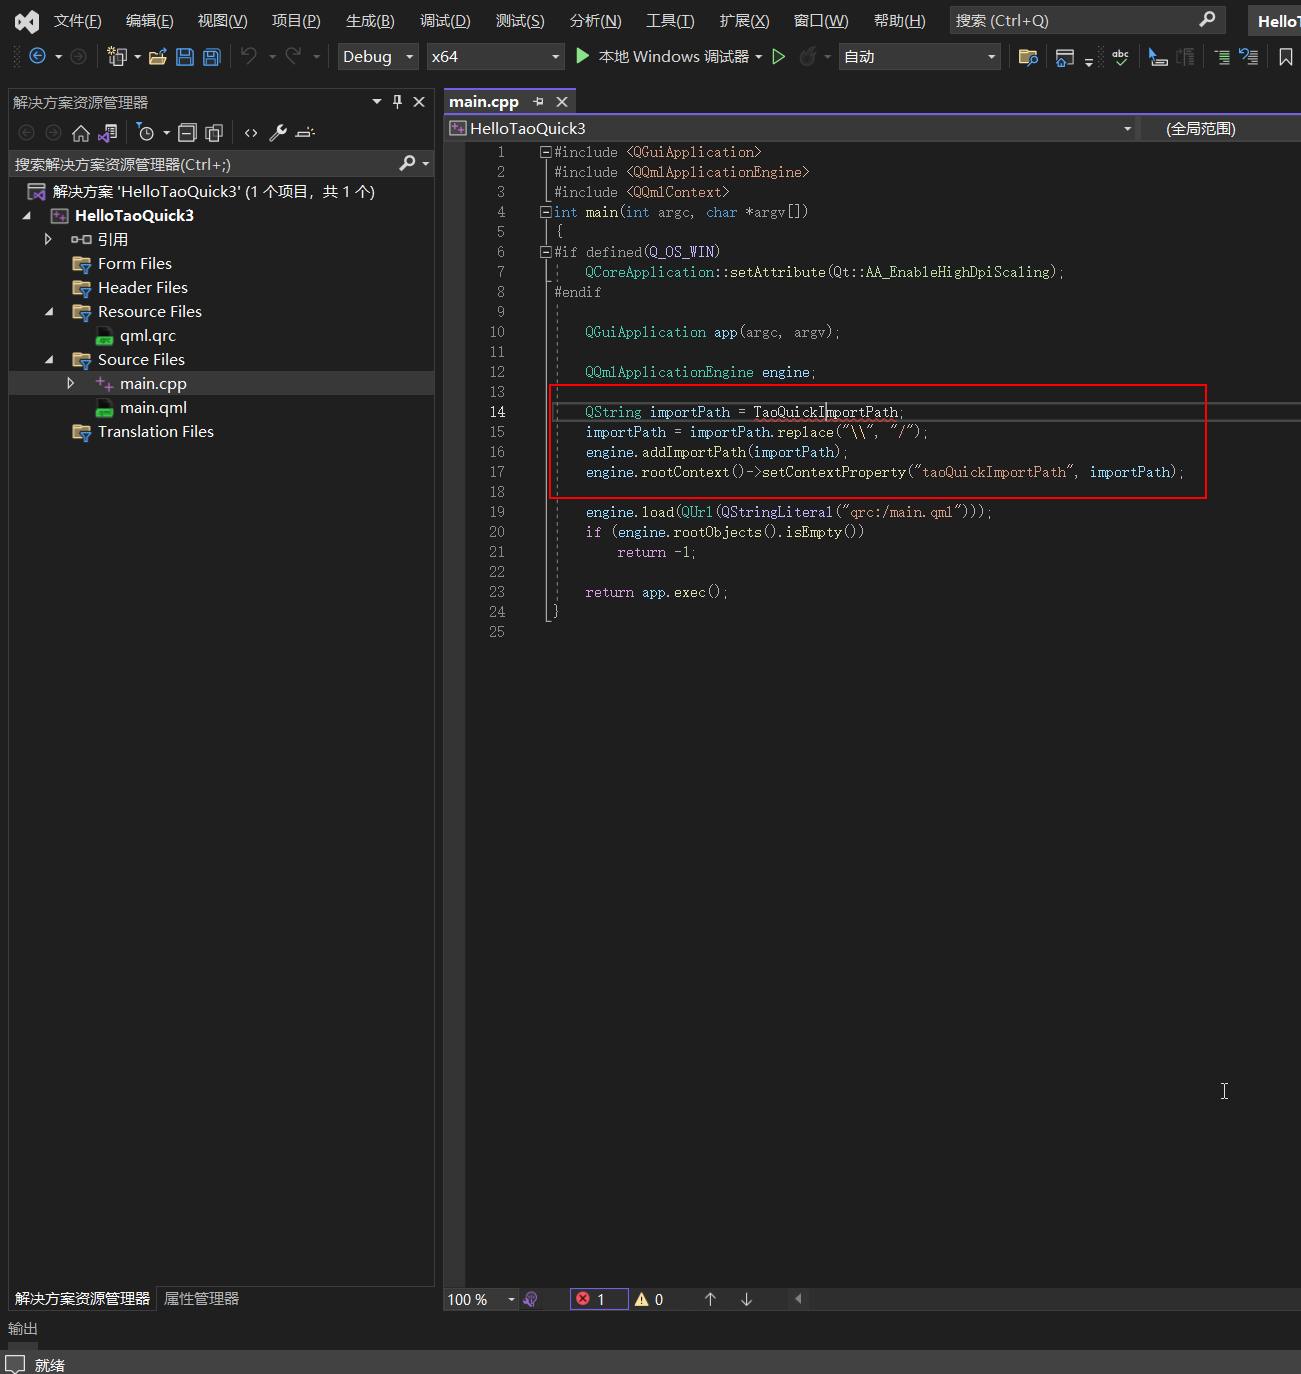 文件(F) 编辑(E) 视图(V) 项目(P) 生成(B) 调试(D) 测试(S) 分析(N) 工具(T) 扩展(X) 窗口(W) 帮助(H) 搜索 (Ctrl+Q)
Debug x64 本地 Windows 调试器 自动 abc
解决方案资源管理器
搜索解决方案资源管理器(Ctrl+;)
解决方案 'HelloTaoQuick3' (1 个项目，共 1 个)
HelloTaoQuick3
引用
Form Files
Header Files
Resource Files
qml.qrc
Source Files
main.cpp
main.qml
Translation Files
main.cpp
HelloTaoQuick3 (全局范围)
1 #include <QGuiApplication>
2 #include <QQmlApplicationEngine>
3 #include <QQmlContext>
4 int main(int argc, char *argv[])
5 {
6 #if defined(Q_OS_WIN)
7 QCoreApplication::setAttribute(Qt::AA_EnableHighDpiScaling);
8 #endif
9
10 QGuiApplication app(argc, argv);
11
12 QQmlApplicationEngine engine;
13
14 QString importPath = TaoQuickImportPath;
15 importPath = importPath.replace("\\", "/");
16 engine.addImportPath(importPath);
17 engine.rootContext()->setContextProperty("taoQuickImportPath", importPath);
18
19 engine.load(QUrl(QStringLiteral("qrc:/main.qml")));
20 if (engine.rootObjects().isEmpty())
21 return -1;
22
23 return app.exec();
24 }
25
解决方案资源管理器 属性管理器
100 % 1 0
输出
就绪